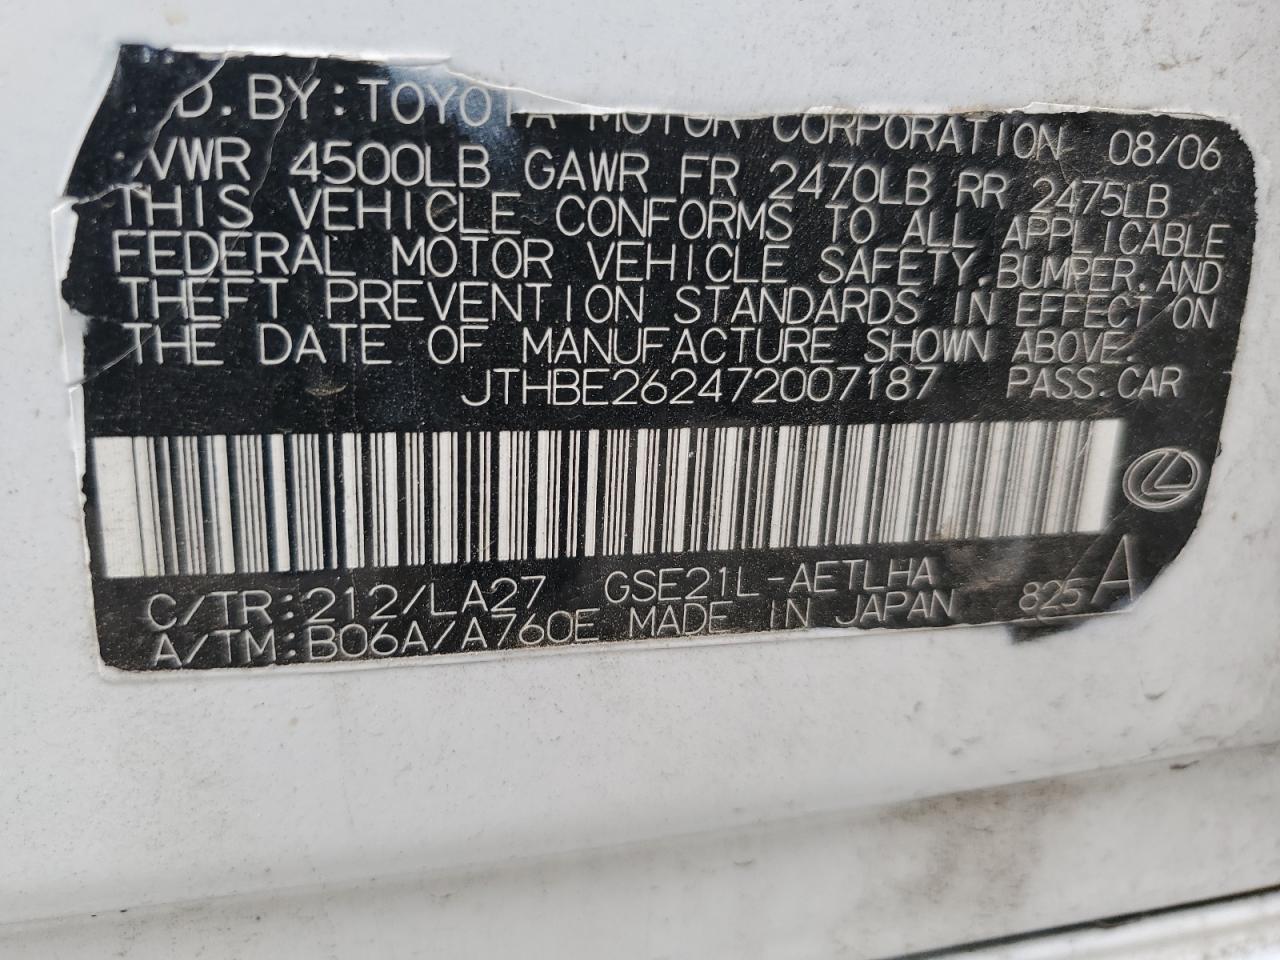 D. BY: TOYOTA MOTOR CORPORATION 08/06
VWR 4500LB GAWR FR 2470LB RR 2475LB
THIS VEHICLE CONFORMS TO ALL APPLICABLE
FEDERAL MOTOR VEHICLE SAFETY, BUMPER, AND
THEFT PREVENTION STANDARDS IN EFFECT ON
THE DATE OF MANUFACTURE SHOWN ABOVE.
JTHBE262472007187 PASS. CAR
C/TR: 212/LA27 GSE21L-AETLHA 825 A
A/TM: B06A/A760E MADE IN JAPAN